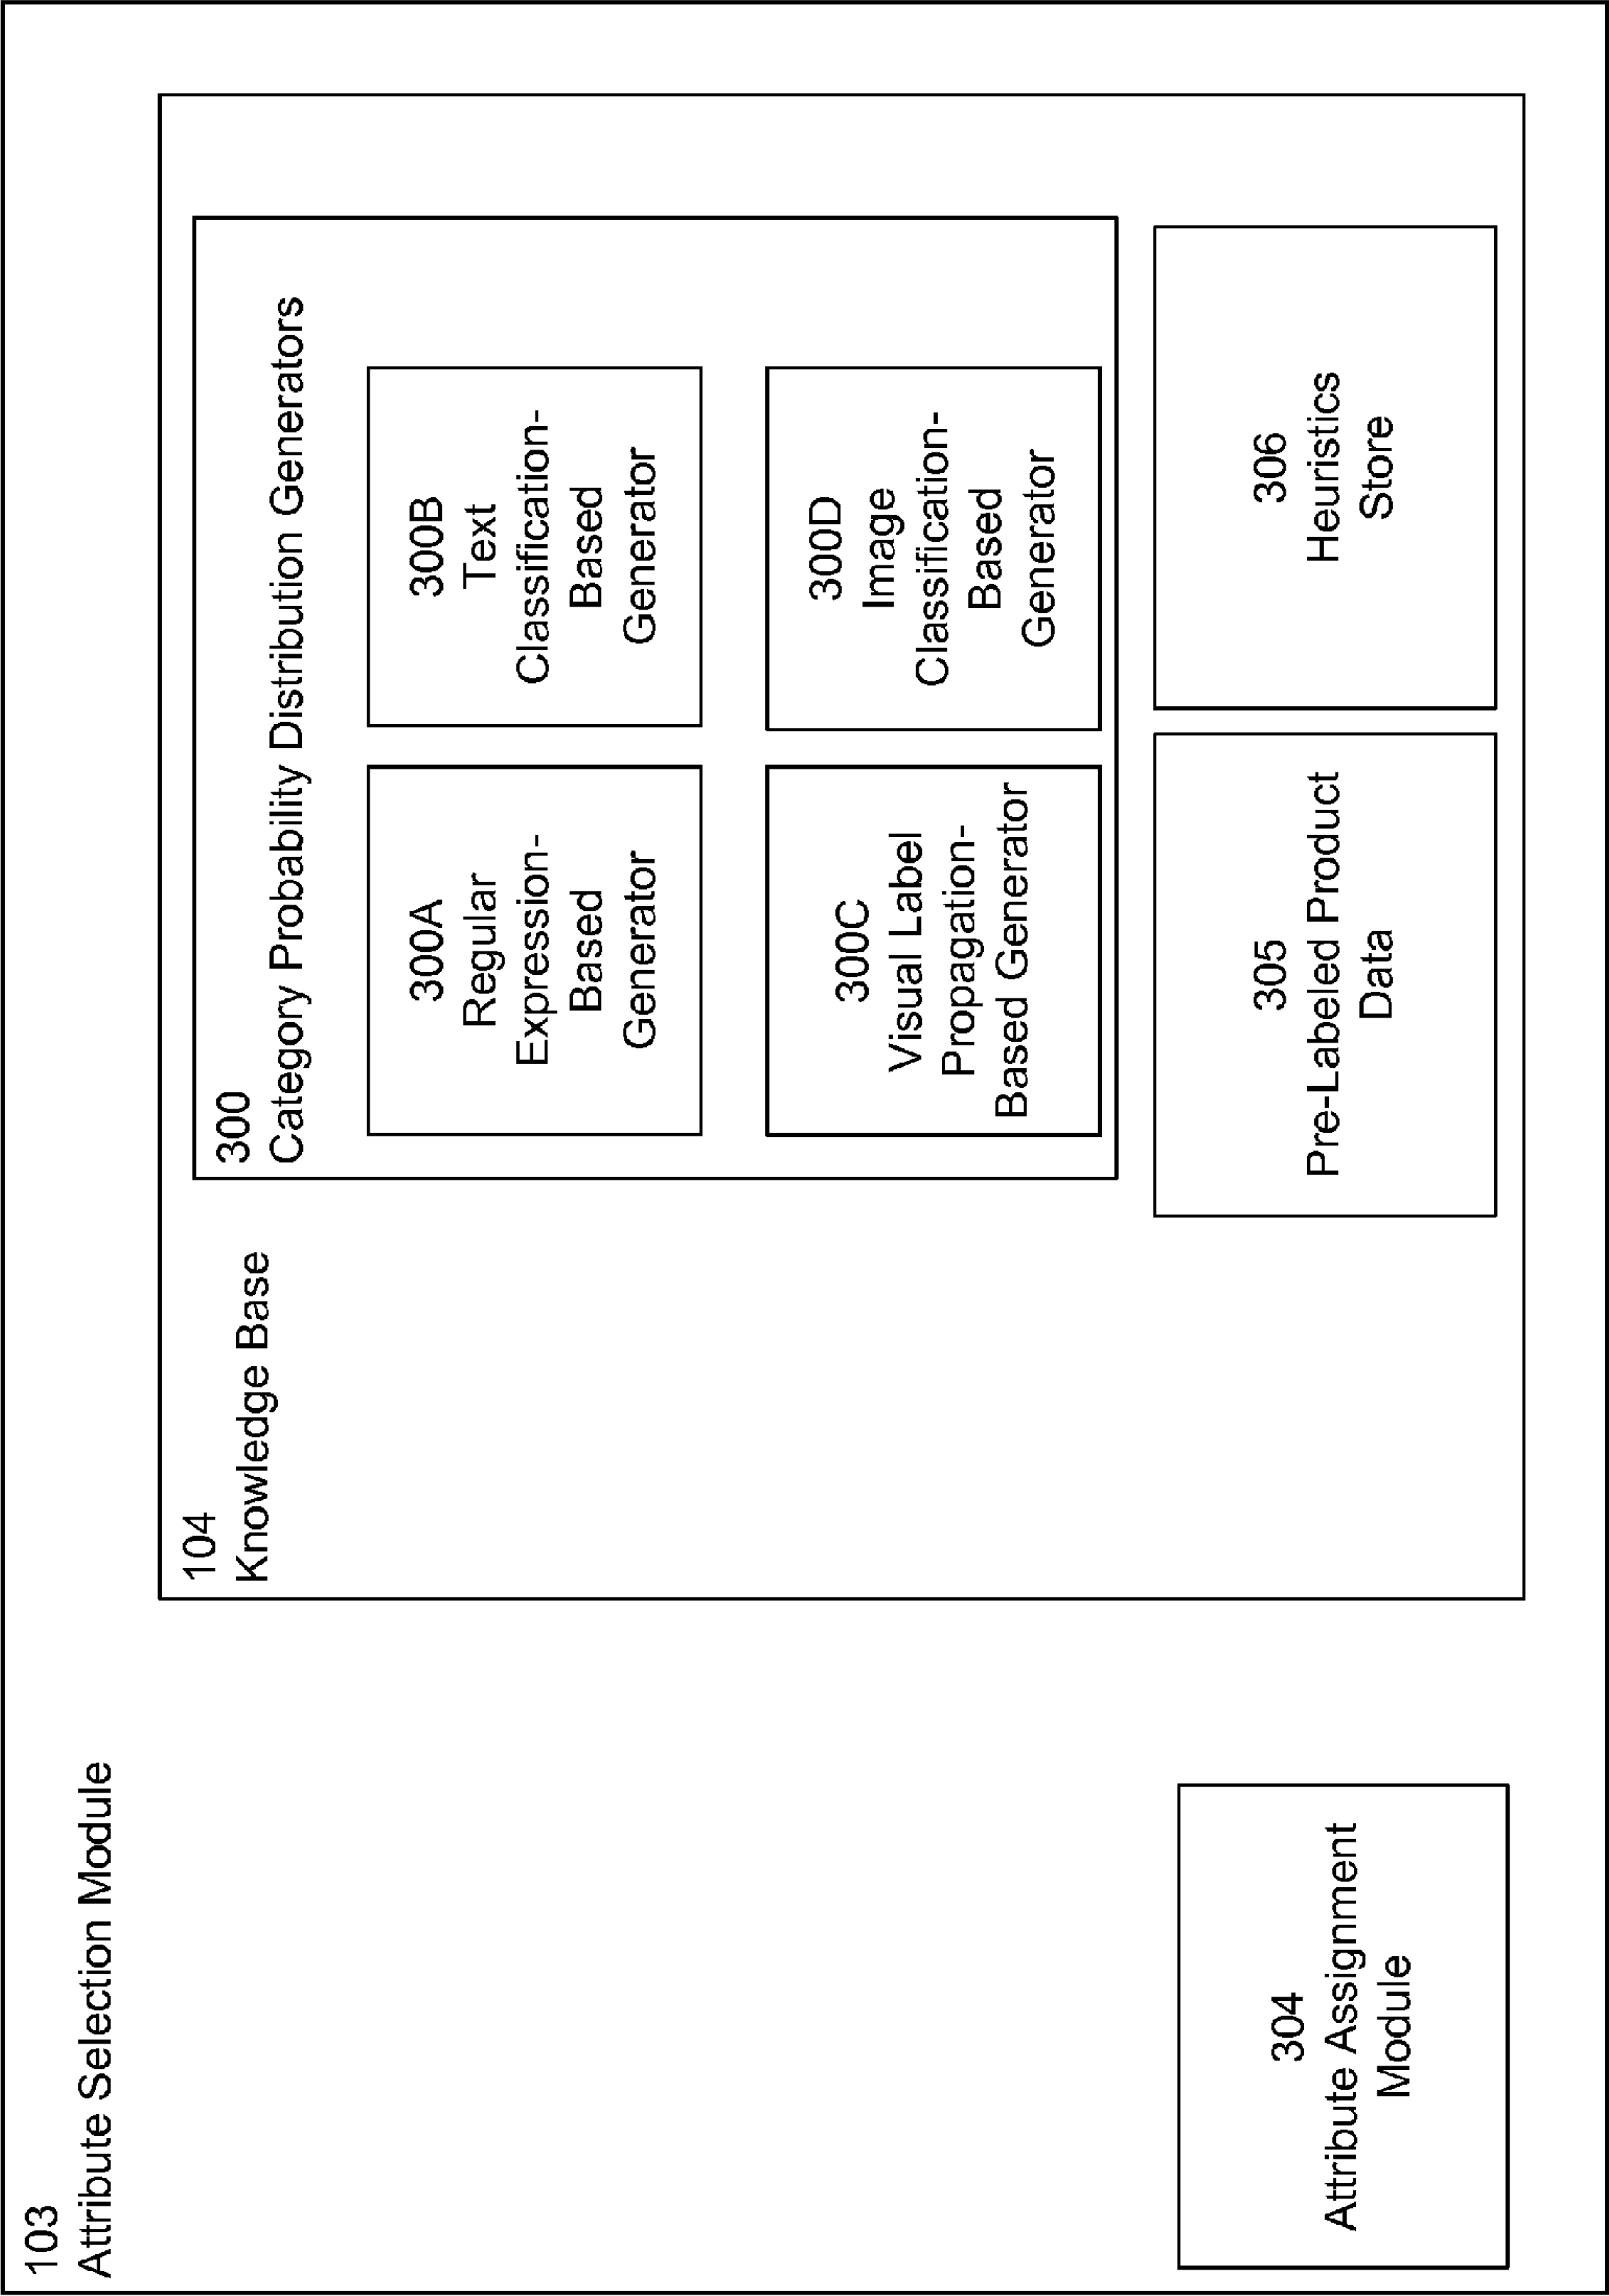 103
Attribute Selection Module
104
Knowledge Base
300
Category Probability Distribution Generators
300A
Regular
Expression-
Based
Generator
300B
Text
Classification-
Based
Generator
300C
Visual Label
Propagation-
Based Generator
300D
Image
Classification-
Based
Generator
304
Attribute Assignment
Module
305
Pre-Labeled Product
Data
306
Heuristics
Store